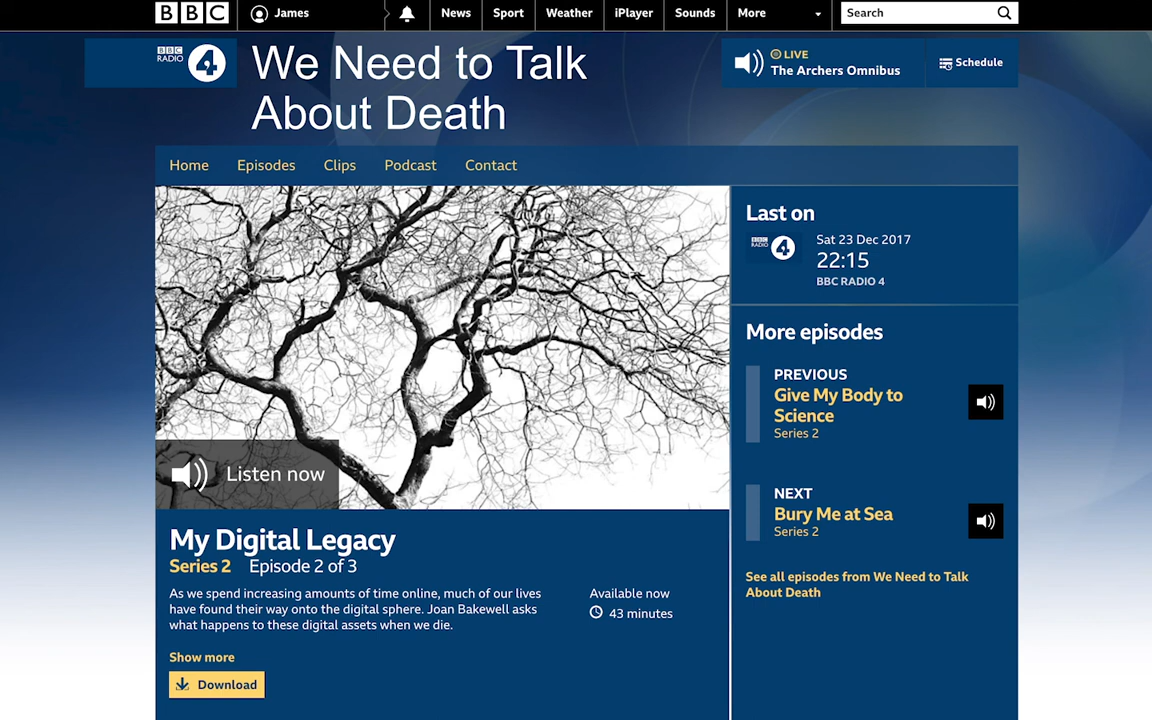 BBC
James
News
Sport
Weather
iPlayer
Sounds
More
Search
BBC
RADIO
4
We Need to Talk
About Death
LIVE
The Archers Omnibus
Schedule
Home
Episodes
Clips
Podcast
Contact
Listen now
My Digital Legacy
Series 2 Episode 2 of 3
As we spend increasing amounts of time online, much of our lives
have found their way onto the digital sphere. Joan Bakewell asks
what happens to these digital assets when we die.
Available now
43 minutes
Show more
Download
Last on
BBC
RADIO
4
Sat 23 Dec 2017
22:15
BBC RADIO 4
More episodes
PREVIOUS
Give My Body to
Science
Series 2
NEXT
Bury Me at Sea
Series 2
See all episodes from We Need to Talk
About Death